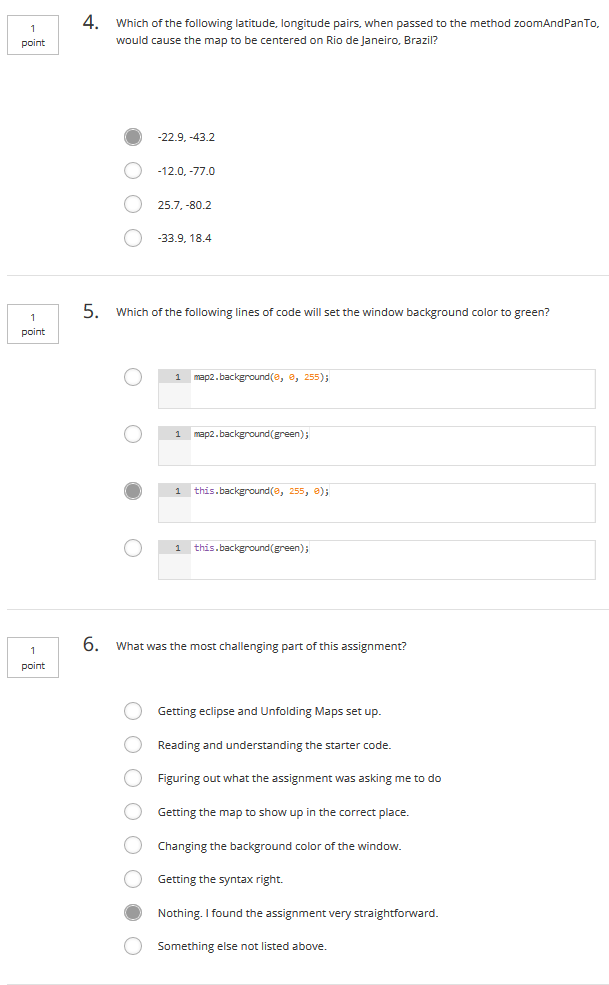 1
point
4. Which of the following latitude, longitude pairs, when passed to the method zoomAndPanTo,
would cause the map to be centered on Rio de Janeiro, Brazil?
-22.9, -43.2
-12.0, -77.0
25.7, -80.2
-33.9, 18.4
1
point
5. Which of the following lines of code will set the window background color to green?
1 map2.background(0, 0, 255);
1 map2.background(green);
1 this.background(0, 255, 0);
1 this.background(green);
1
point
6. What was the most challenging part of this assignment?
Getting eclipse and Unfolding Maps set up.
Reading and understanding the starter code.
Figuring out what the assignment was asking me to do
Getting the map to show up in the correct place.
Changing the background color of the window.
Getting the syntax right.
Nothing. I found the assignment very straightforward.
Something else not listed above.